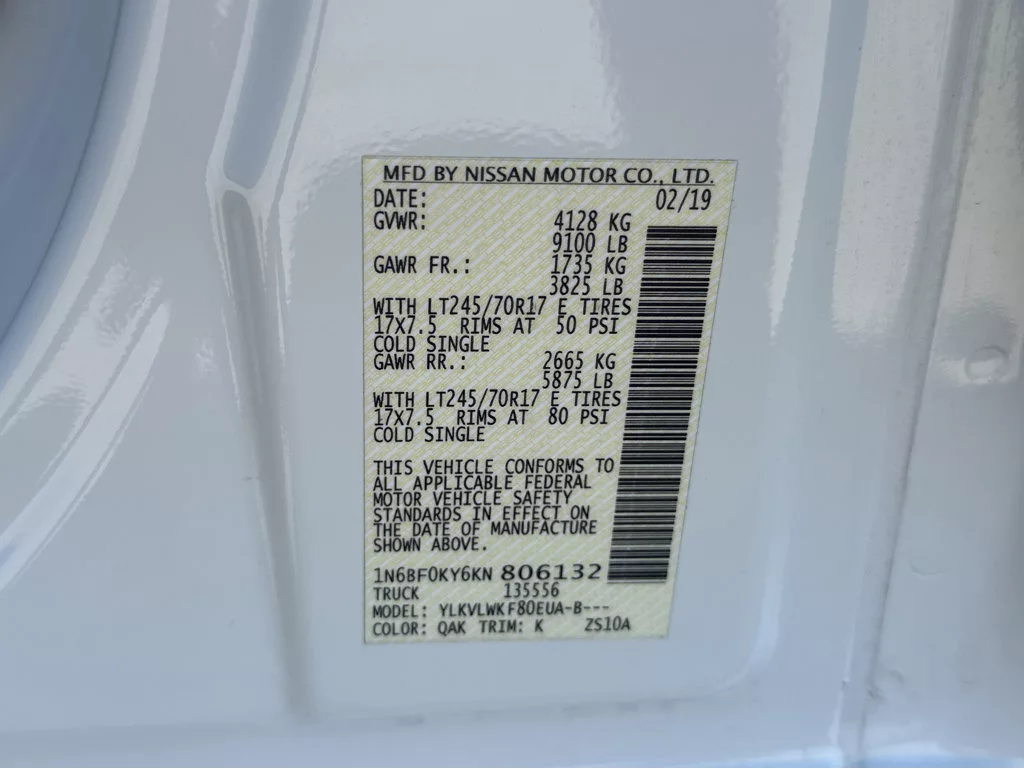 MFD BY NISSAN MOTOR CO., LTD.
DATE: 02/19
GVWR: 4128 KG
9100 LB
GAWR FR.: 1735 KG
3825 LB
WITH LT245/70R17 E TIRES
17X7.5 RIMS AT 50 PSI
COLD SINGLE
GAWR RR.: 2665 KG
5875 LB
WITH LT245/70R17 E TIRES
17X7.5 RIMS AT 80 PSI
COLD SINGLE
THIS VEHICLE CONFORMS TO
ALL APPLICABLE FEDERAL
MOTOR VEHICLE SAFETY
STANDARDS IN EFFECT ON
THE DATE OF MANUFACTURE
SHOWN ABOVE.
1N6BF0KY6KN 806132
TRUCK 135556
MODEL: YLKVLWKF80EUA-B---
COLOR: QAK TRIM: K ZS10A